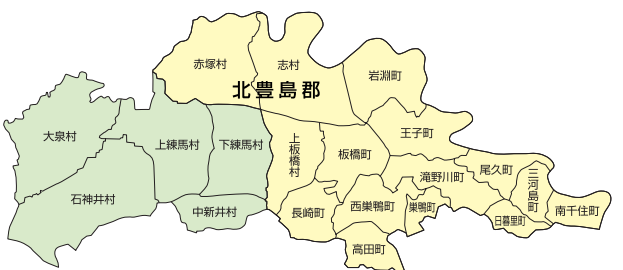 赤塚村
志村
岩淵町
北豊島郡
王子町
大泉村
上練馬村
下練馬村
上板橋村
板橋町
滝野川町
尾久町
三河島町
石神井村
中新井村
長崎町
西巣鴨町
巣鴨町
日暮里町
南千住町
高田町